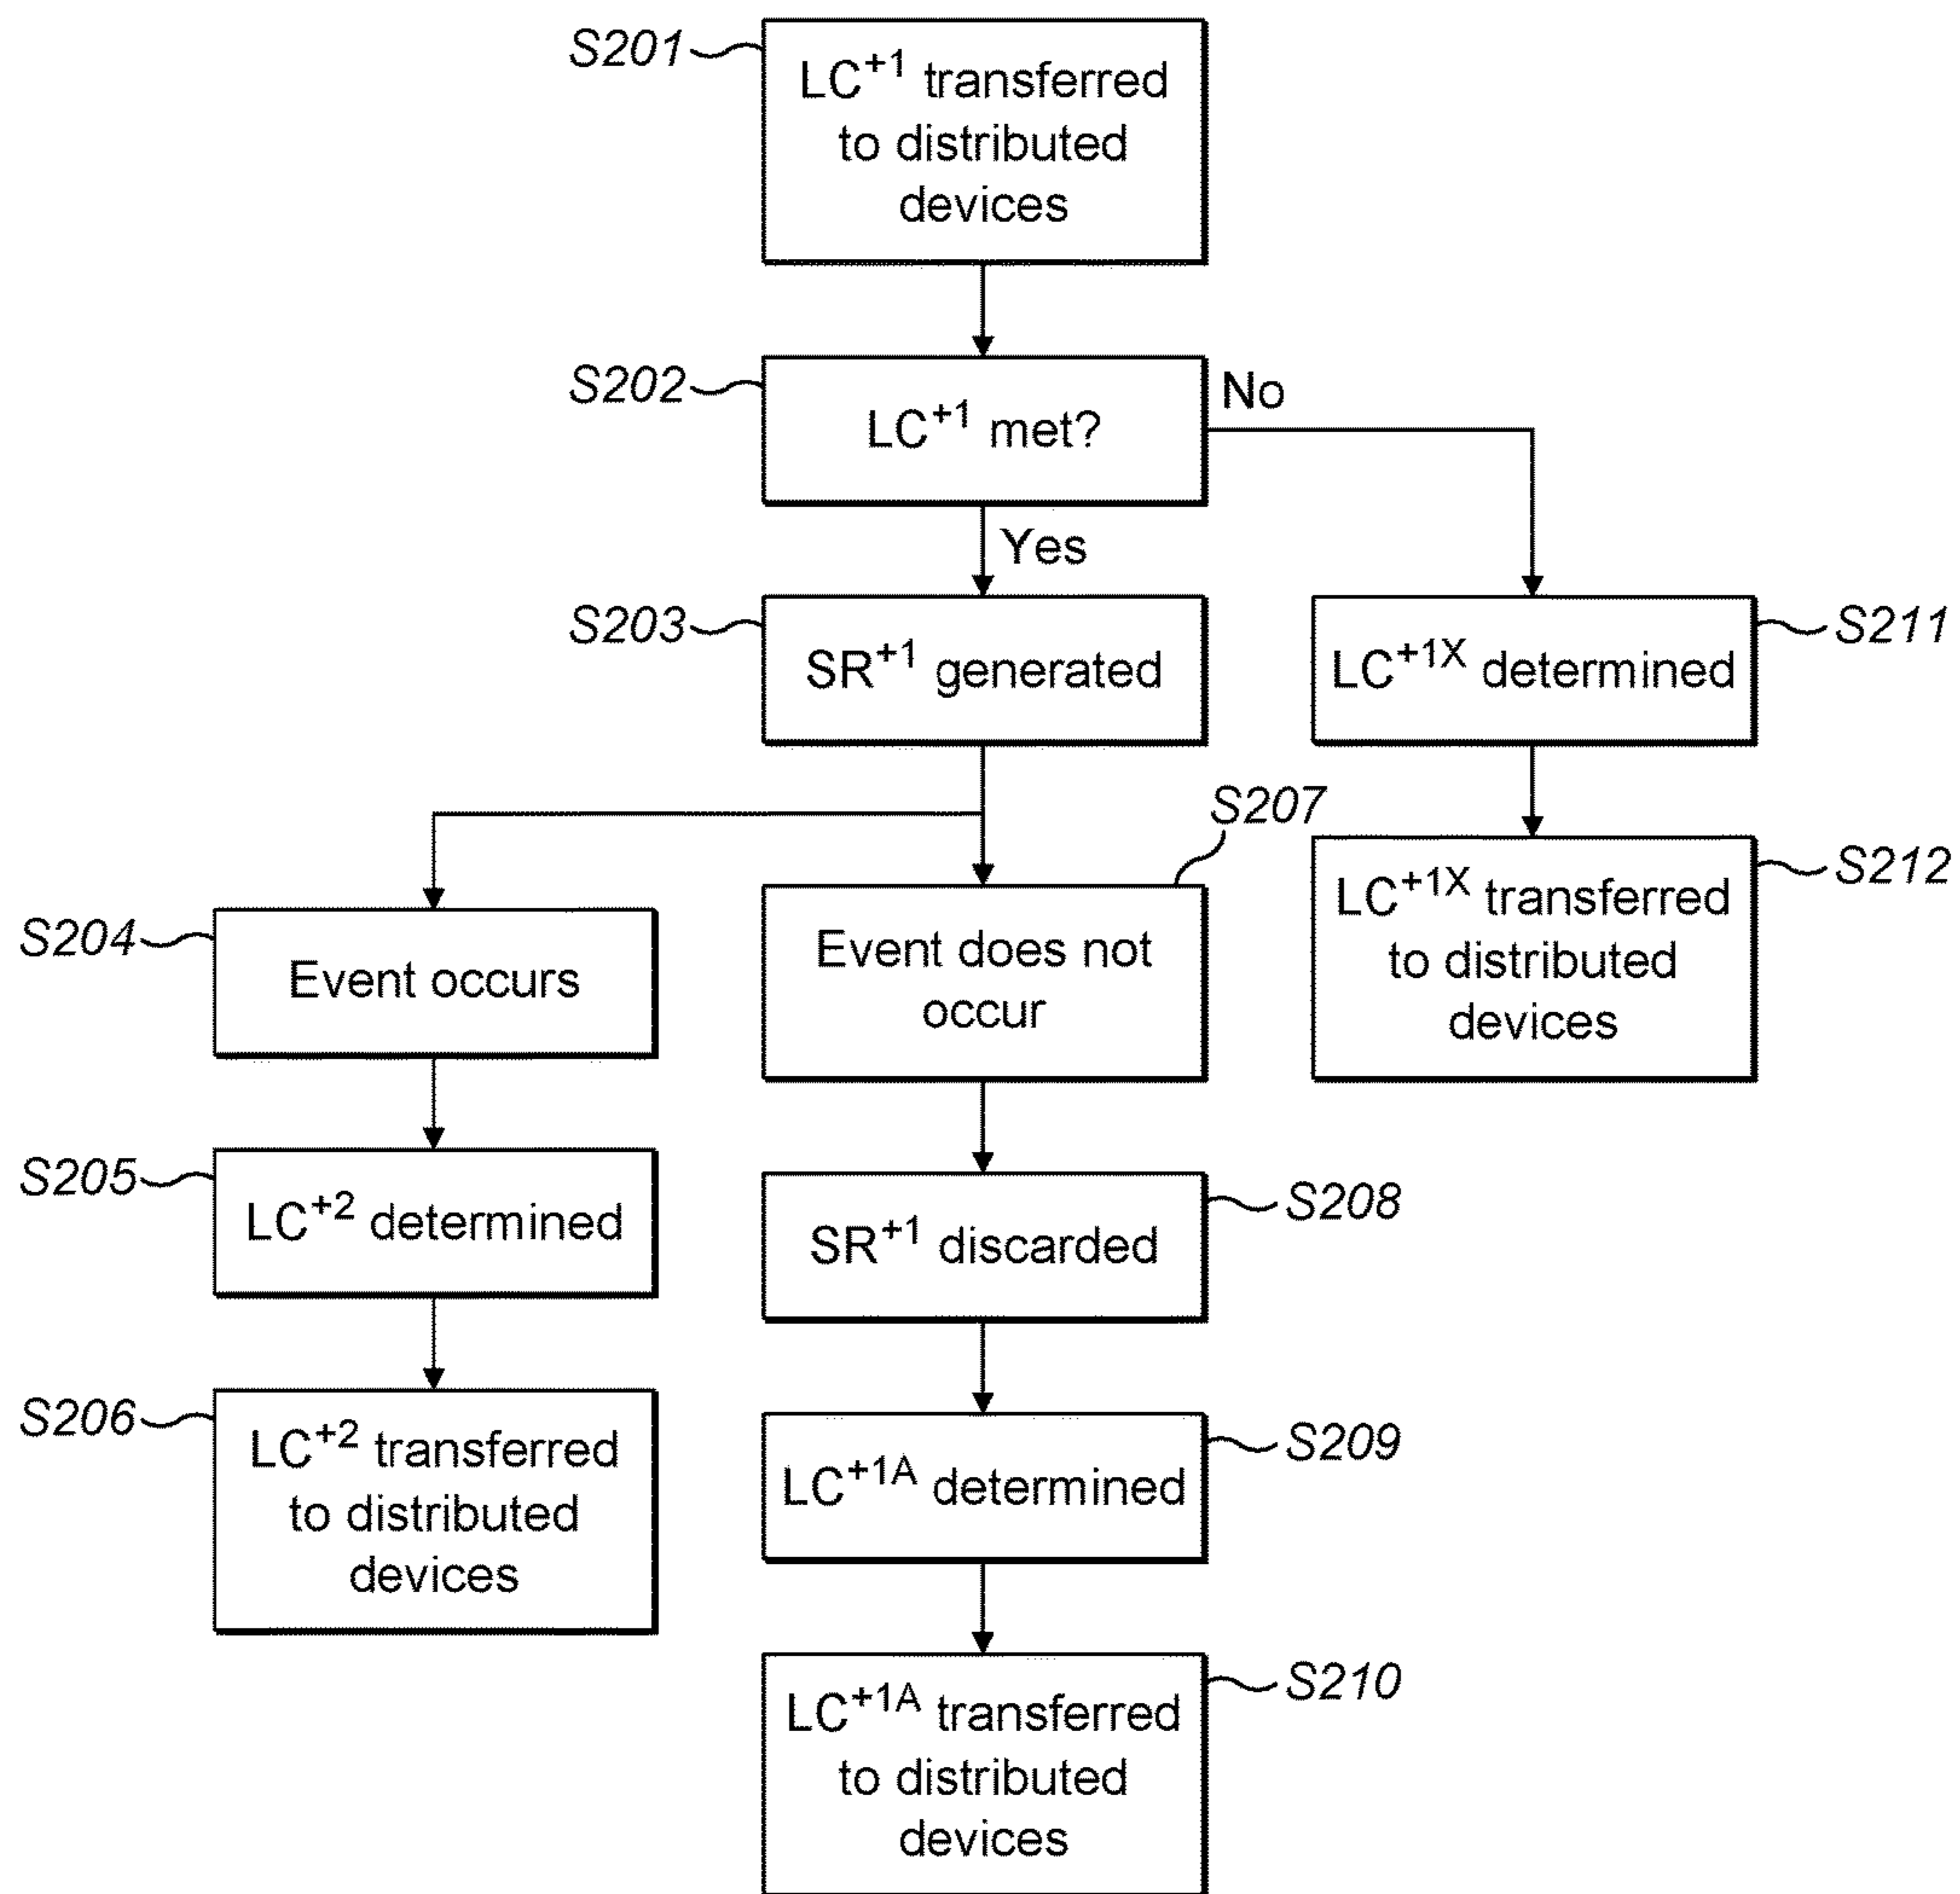 S201
LC⁺¹ transferred
to distributed
devices
S202
LC⁺¹ met?
No
Yes
S203
SR⁺¹ generated
LC⁺¹ˣ determined
S211
S207
S204
Event occurs
Event does not
occur
LC⁺¹ˣ transferred
to distributed
devices
S212
S205
LC⁺² determined
SR⁺¹ discarded
S208
S206
LC⁺² transferred
to distributed
devices
LC⁺¹ᴬ determined
S209
LC⁺¹ᴬ transferred
to distributed
devices
S210